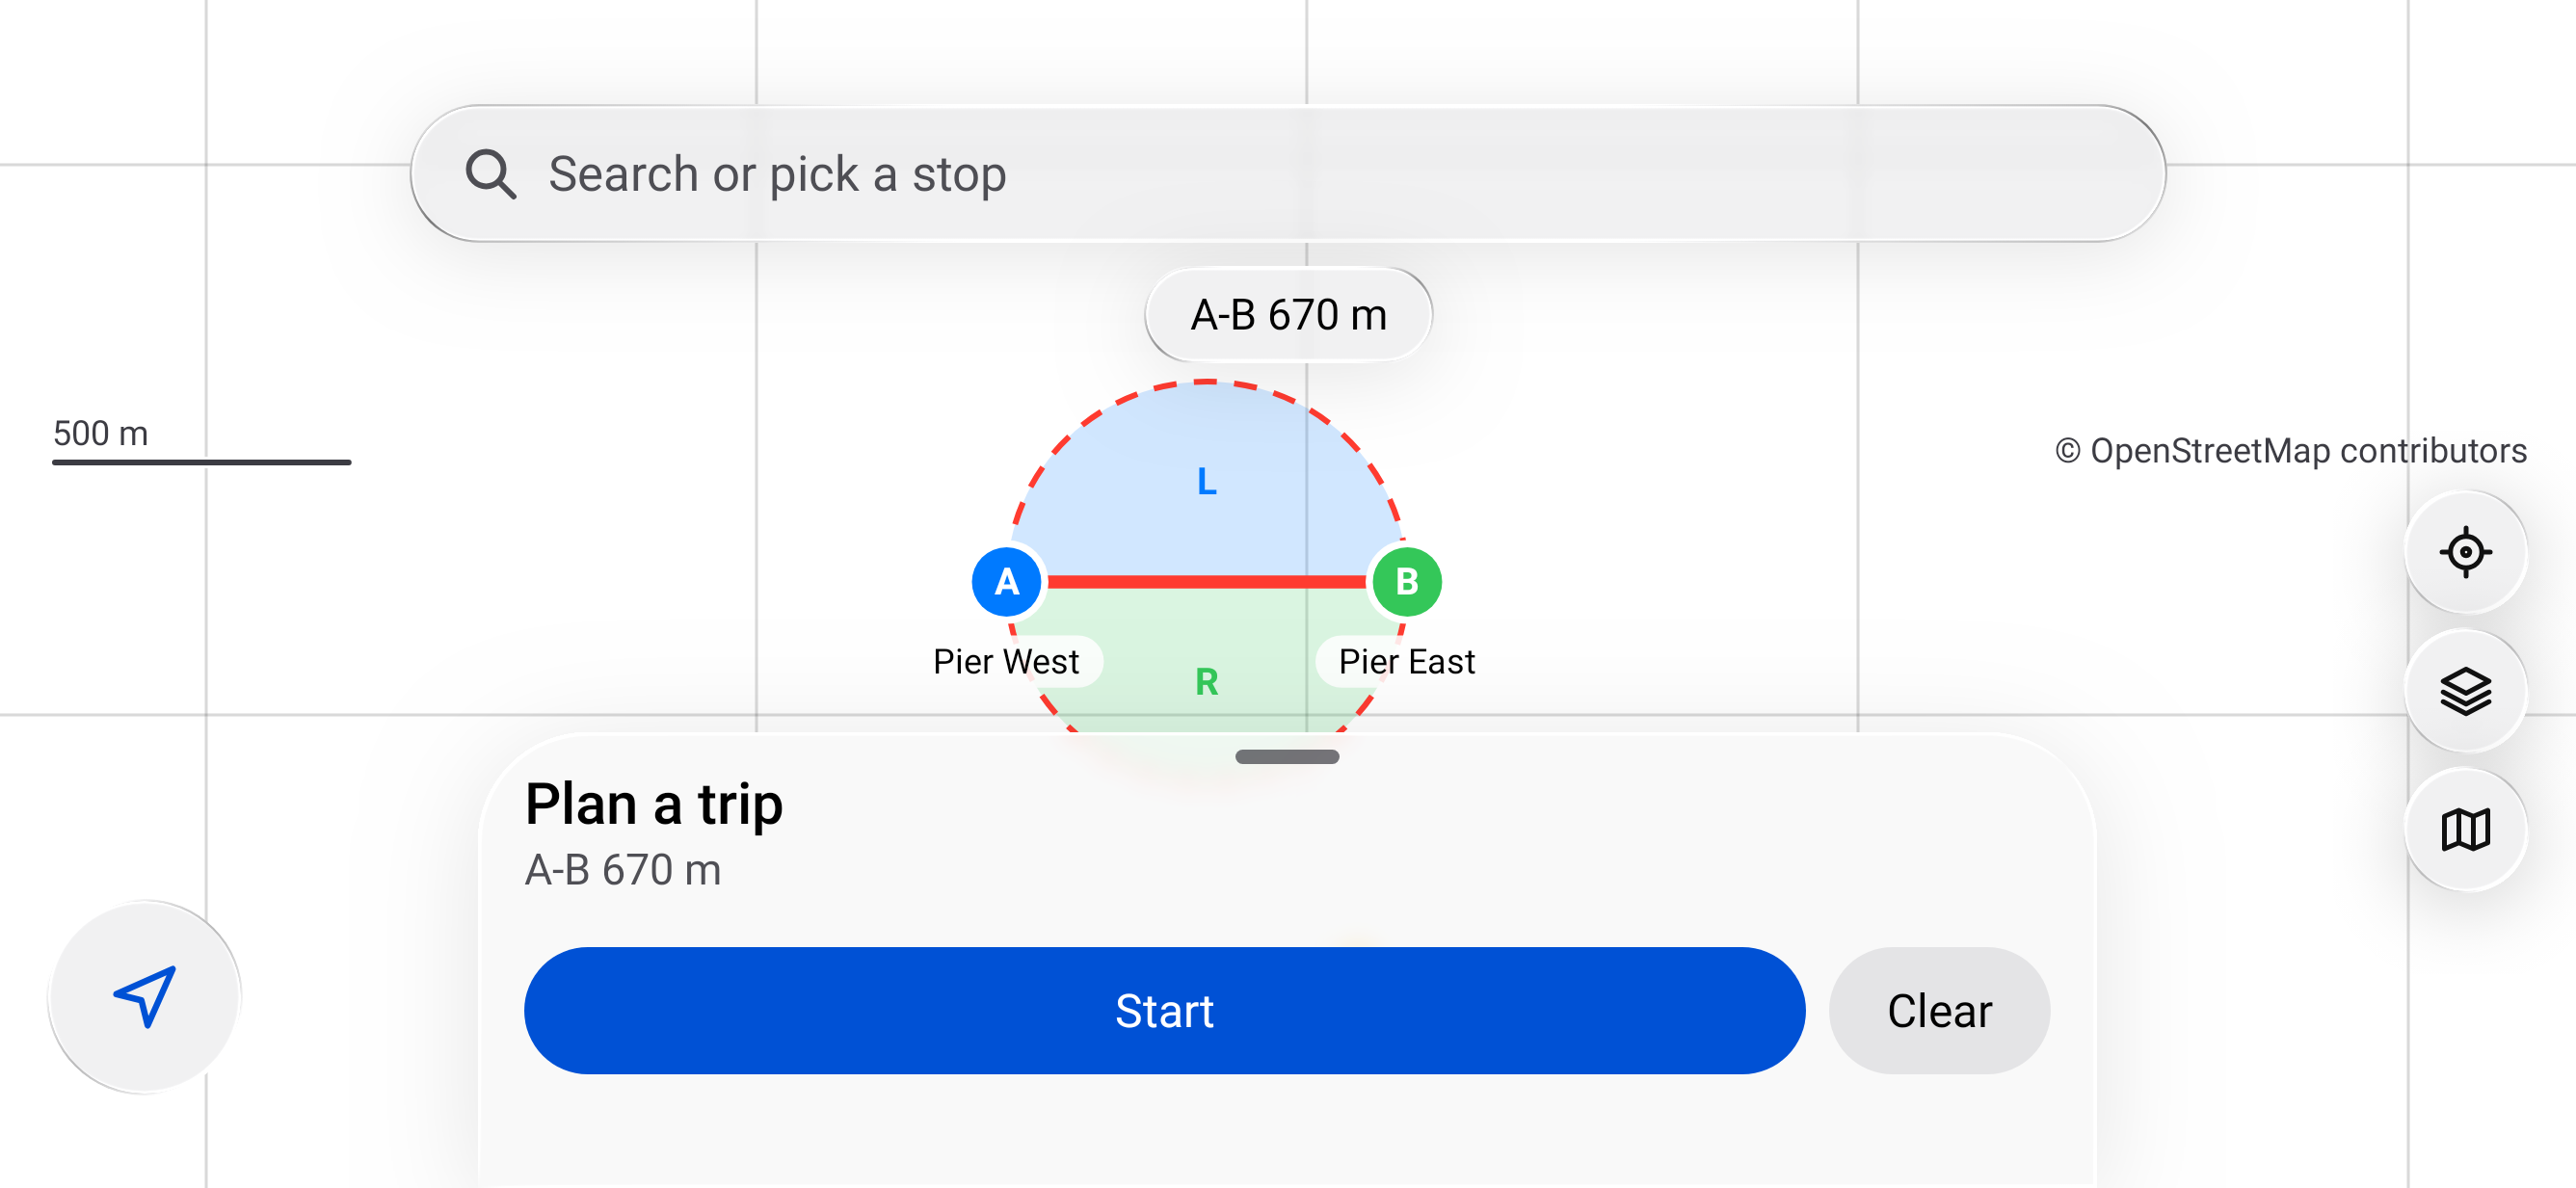 Search or pick a stop
A-B 670 m
500 m
© OpenStreetMap contributors
L
A
B
Pier West
Pier East
R
Plan a trip
A-B 670 m
Start
Clear